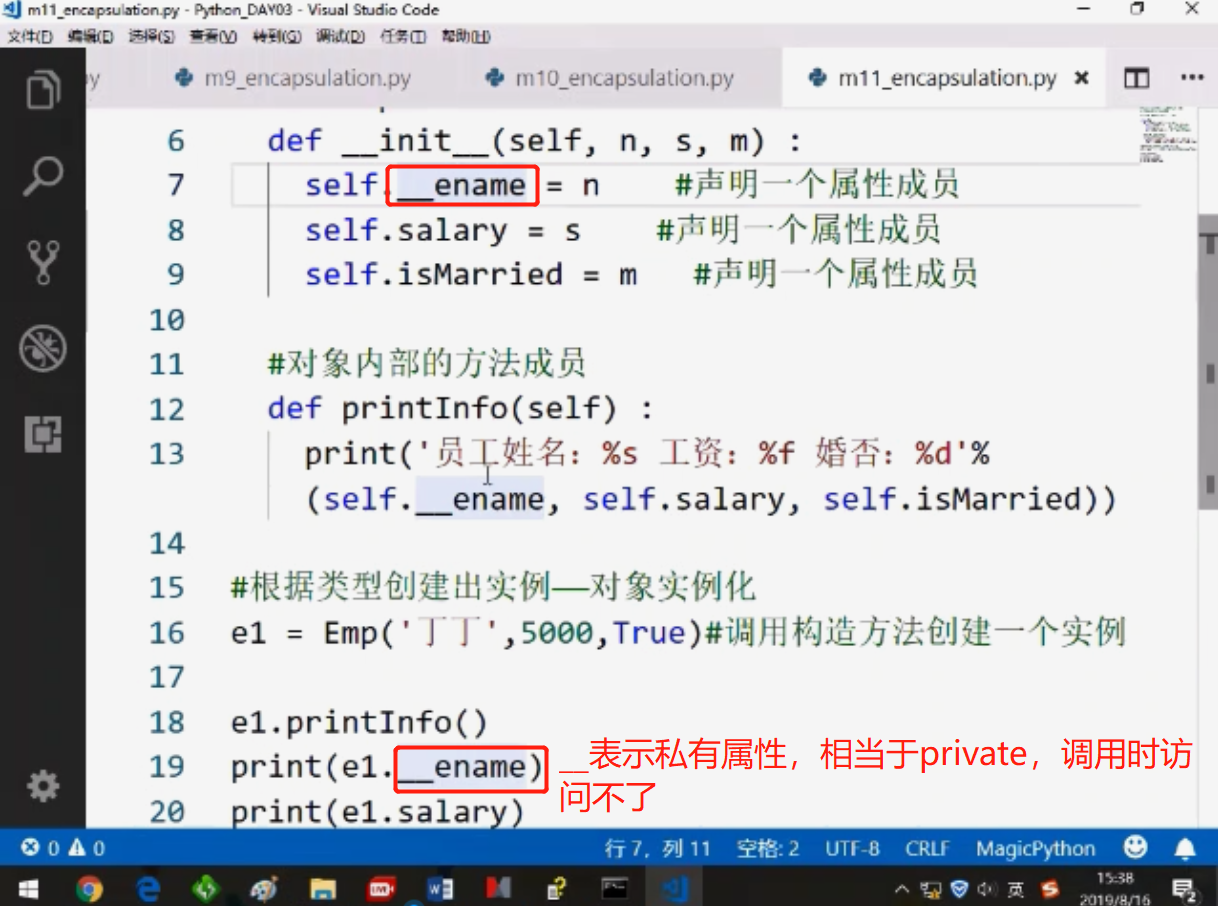 m11_encapsulation.py - Python_DAY03 - Visual Studio Code
文件(F) 编辑(E) 选择(S) 查看(V) 转到(G) 调试(D) 任务(T) 帮助(H)
py m9_encapsulation.py m10_encapsulation.py m11_encapsulation.py
6 def __init__(self, n, s, m) :
7 self.__ename = n #声明一个属性成员
8 self.salary = s #声明一个属性成员
9 self.isMarried = m #声明一个属性成员
10
11 #对象内部的方法成员
12 def printInfo(self) :
13 print('员工姓名: %s 工资: %f 婚否: %d'%
(self.__ename, self.salary, self.isMarried))
14
15 #根据类型创建出实例——对象实例化
16 e1 = Emp('丁丁',5000,True)#调用构造方法创建一个实例
17
18 e1.printInfo()
19 print(e1.__ename)
__表示私有属性，相当于private，调用时访
问不了
20 print(e1.salary)
0 0 行 7，列 11 空格: 2 UTF-8 CRLF MagicPython
LIVE 英 15:38
2019/8/16 2